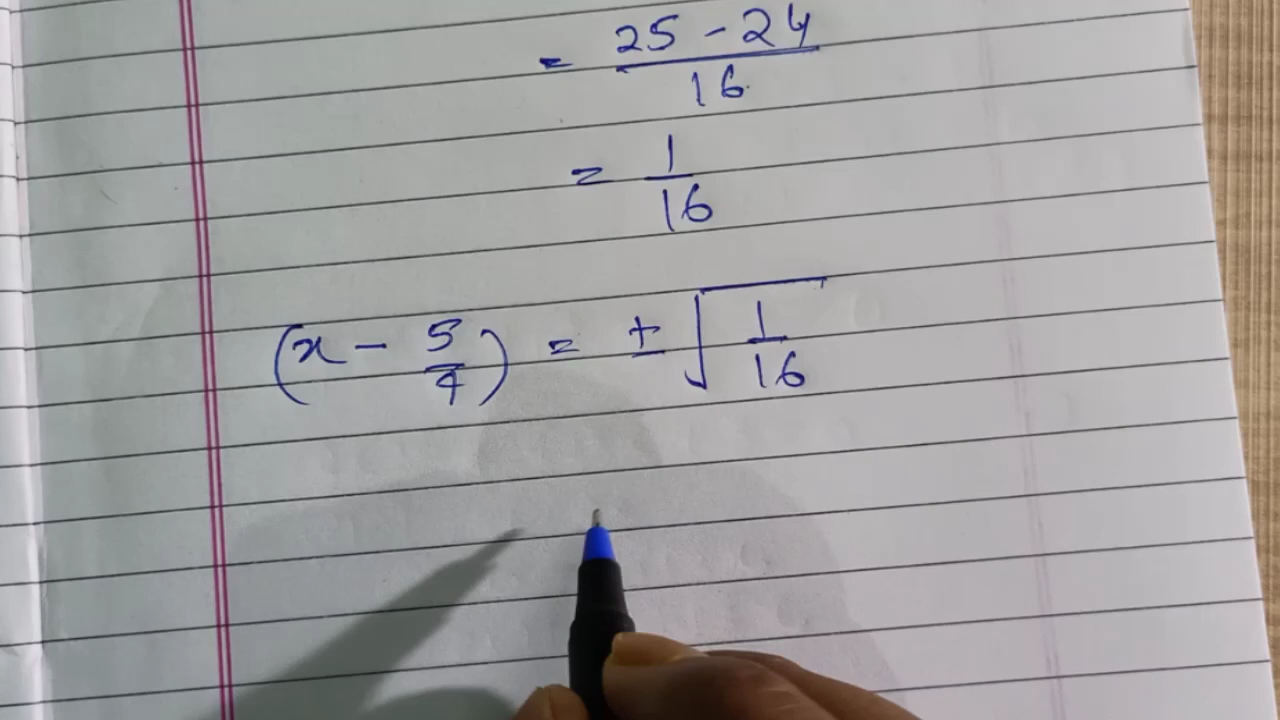 = 25 - 24 / 16
= 1 / 16
(x - 5/4) = ± √(1/16)